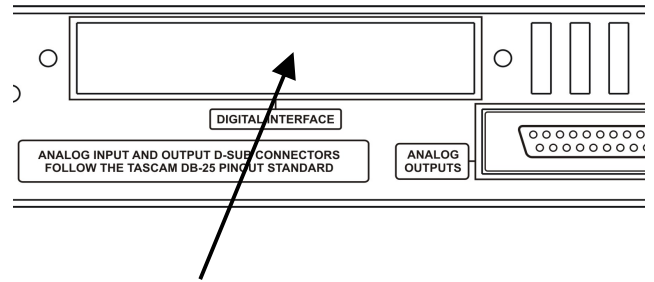 DIGITAL INTERFACE
ANALOG INPUT AND OUTPUT D-SUB CONNECTORS
FOLLOW THE TASCAM DB-25 PINOUT STANDARD
ANALOG
OUTPUTS